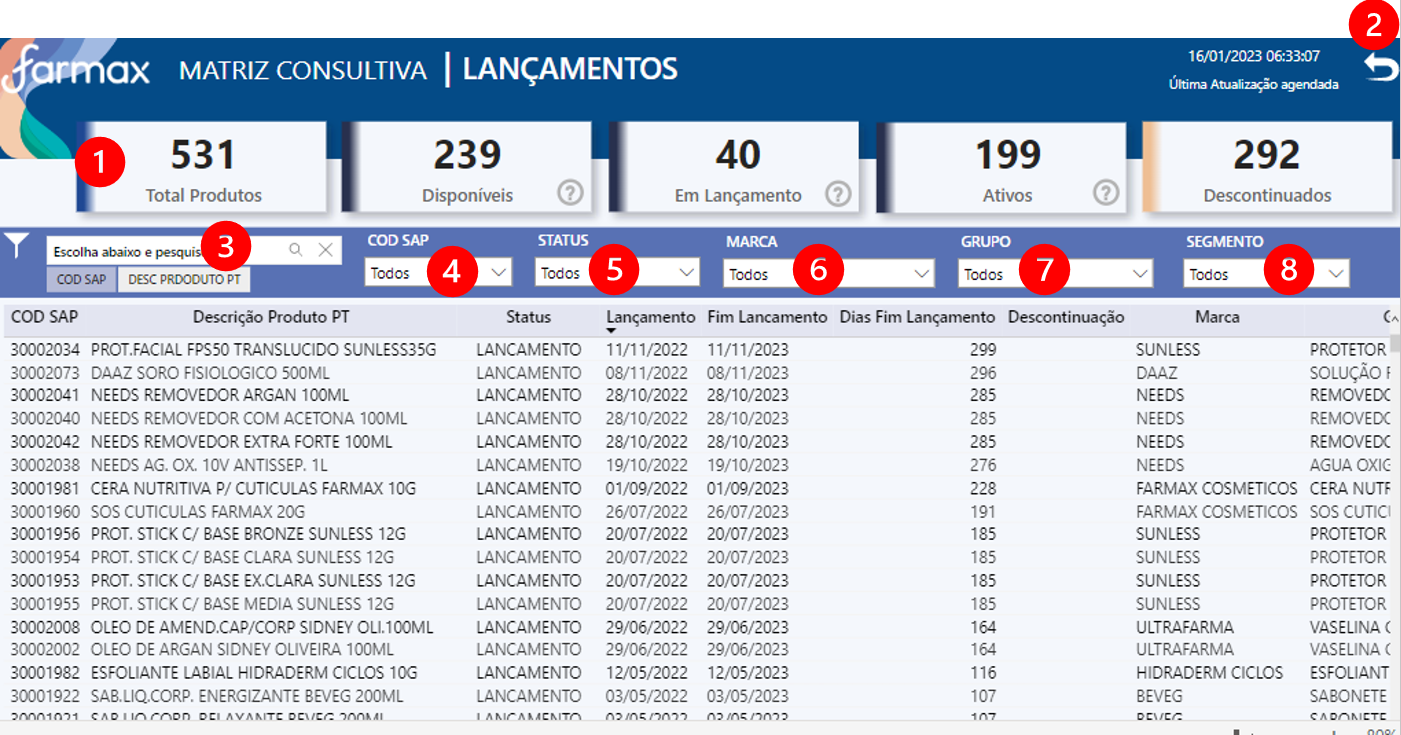 2
farmax MATRIZ CONSULTIVA | LANÇAMENTOS
16/01/2023 06:33:07
Última Atualização agendada
1
531
Total Produtos
239
Disponíveis ?
40
Em Lançamento ?
199
Ativos ?
292
Descontinuados
Escolha abaixo e pesquis
3
COD SAP DESC PRDODUTO PT
COD SAP
Todos 4
STATUS
Todos 5
MARCA
Todos 6
GRUPO
Todos 7
SEGMENTO
Todos 8
COD SAP Descrição Produto PT Status Lançamento Fim Lancamento Dias Fim Lançamento Descontinuação Marca
30002034 PROT.FACIAL FPS50 TRANSLUCIDO SUNLESS35G LANCAMENTO 11/11/2022 11/11/2023 299 SUNLESS PROTETOR
30002073 DAAZ SORO FISIOLOGICO 500ML LANCAMENTO 08/11/2022 08/11/2023 296 DAAZ SOLUÇÃO F
30002041 NEEDS REMOVEDOR ARGAN 100ML LANCAMENTO 28/10/2022 28/10/2023 285 NEEDS REMOVEDO
30002040 NEEDS REMOVEDOR COM ACETONA 100ML LANCAMENTO 28/10/2022 28/10/2023 285 NEEDS REMOVEDO
30002042 NEEDS REMOVEDOR EXTRA FORTE 100ML LANCAMENTO 28/10/2022 28/10/2023 285 NEEDS REMOVEDO
30002038 NEEDS AG. OX. 10V ANTISSEP. 1L LANCAMENTO 19/10/2022 19/10/2023 276 NEEDS AGUA OXIG
30001981 CERA NUTRITIVA P/ CUTICULAS FARMAX 10G LANCAMENTO 01/09/2022 01/09/2023 228 FARMAX COSMETICOS CERA NUTR
30001960 SOS CUTICULAS FARMAX 20G LANCAMENTO 26/07/2022 26/07/2023 191 FARMAX COSMETICOS SOS CUTIC
30001956 PROT. STICK C/ BASE BRONZE SUNLESS 12G LANCAMENTO 20/07/2022 20/07/2023 185 SUNLESS PROTETOR
30001954 PROT. STICK C/ BASE CLARA SUNLESS 12G LANCAMENTO 20/07/2022 20/07/2023 185 SUNLESS PROTETOR
30001953 PROT. STICK C/ BASE EX.CLARA SUNLESS 12G LANCAMENTO 20/07/2022 20/07/2023 185 SUNLESS PROTETOR
30001955 PROT. STICK C/ BASE MEDIA SUNLESS 12G LANCAMENTO 20/07/2022 20/07/2023 185 SUNLESS PROTETOR
30002008 OLEO DE AMEND.CAP/CORP SIDNEY OLI.100ML LANCAMENTO 29/06/2022 29/06/2023 164 ULTRAFARMA VASELINA
30002002 OLEO DE ARGAN SIDNEY OLIVEIRA 100ML LANCAMENTO 29/06/2022 29/06/2023 164 ULTRAFARMA VASELINA
30001982 ESFOLIANTE LABIAL HIDRADERM CICLOS 10G LANCAMENTO 12/05/2022 12/05/2023 116 HIDRADERM CICLOS ESFOLIANT
30001922 SAB.LIQ.CORP. ENERGIZANTE BEVEG 200ML LANCAMENTO 03/05/2022 03/05/2023 107 BEVEG SABONETE
30001921 SAB.LIQ.CORP. RELAXANTE BEVEG 200ML LANCAMENTO 03/05/2022 03/05/2023 107 BEVEG SABONETE